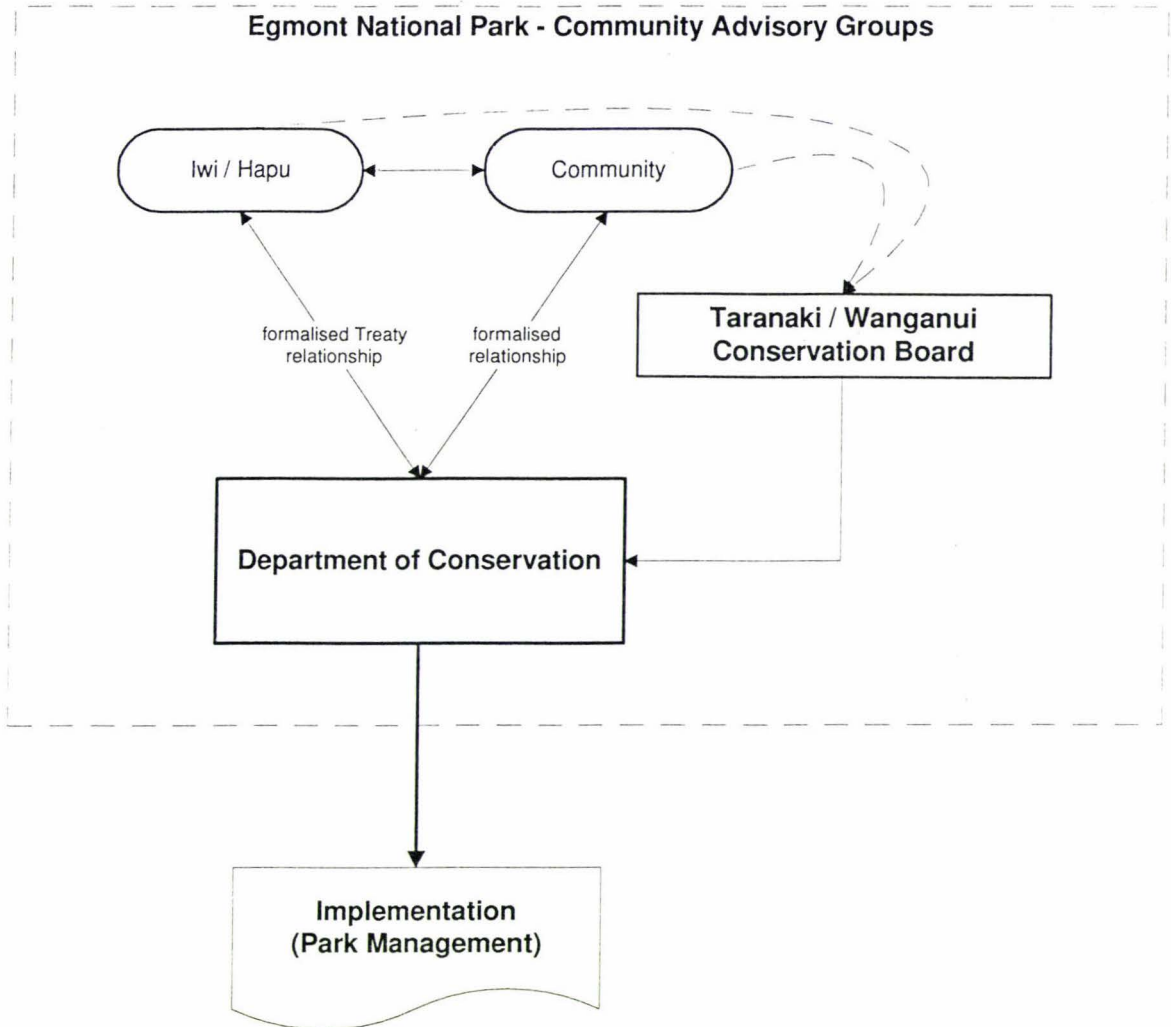 Egmont National Park - Community Advisory Groups
Iwi / Hapu
Community
formalised Treaty
relationship
formalised
relationship
Taranaki / Wanganui
Conservation Board
Department of Conservation
Implementation
(Park Management)